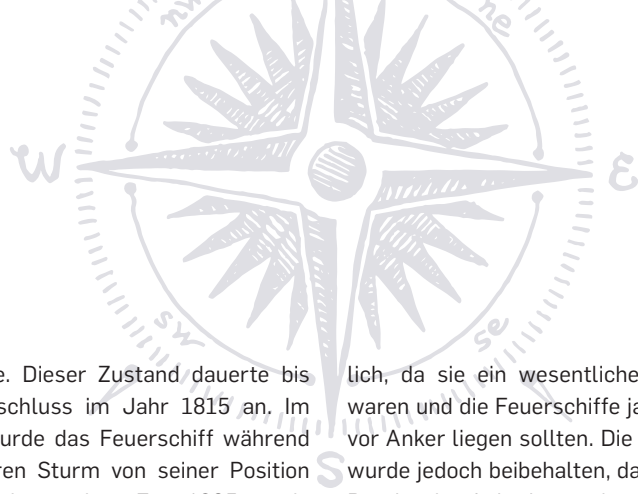 nw
ne
W
E
sw
se
S
e. Dieser Zustand dauerte bis
schluss im Jahr 1815 an. Im
urde das Feuerschiff während
ren Sturm von seiner Position
lich, da sie ein wesentliche
waren und die Feuerschiffe ja
vor Anker liegen sollten. Die
wurde jedoch beibehalten, da